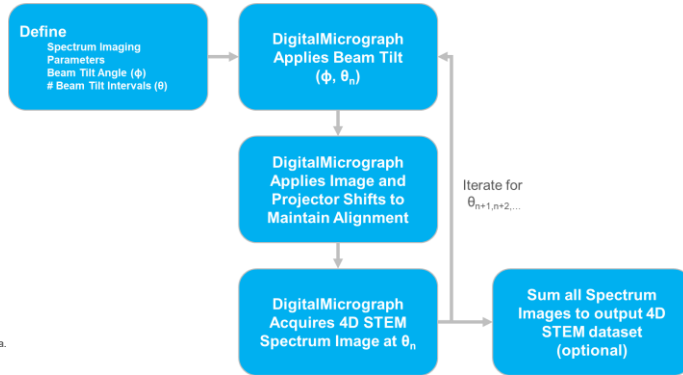 Define
Spectrum Imaging
Parameters
Beam Tilt Angle (ϕ)
# Beam Tilt Intervals (θ)
DigitalMicrograph
Applies Beam Tilt
(ϕ, θn)
DigitalMicrograph
Applies Image and
Projector Shifts to
Maintain Alignment
Iterate for
θn+1,n+2,...
DigitalMicrograph
Acquires 4D STEM
Spectrum Image at θn
Sum all Spectrum
Images to output 4D
STEM dataset
(optional)
a.